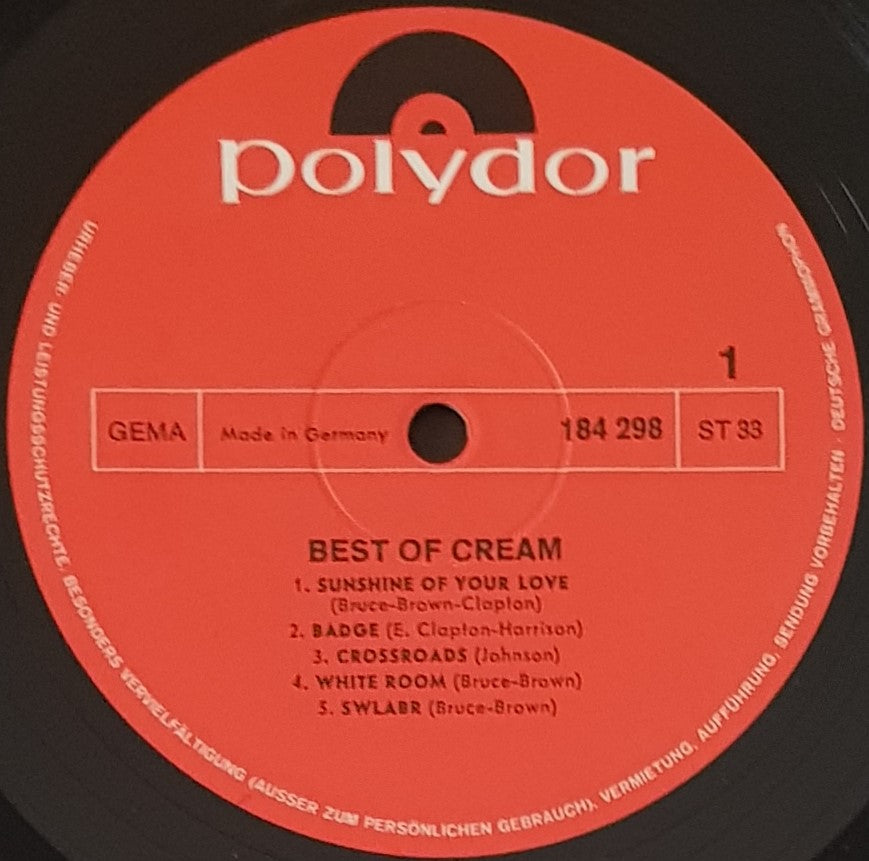 polydor
1
GEMA
Made in Germany
184 298
ST 33
BEST OF CREAM
1. SUNSHINE OF YOUR LOVE
(Bruce-Brown-Clapton)
2. BADGE (E. Clapton-Harrison)
3. CROSSROADS (Johnson)
4. WHITE ROOM (Bruce-Brown)
5. SWLABR (Bruce-Brown)
URHEBER- UND LEISTUNGSSCHUTZRECHTE, BESONDERS VERVIELFÄLTIGUNG (AUSSER ZUM PERSÖNLICHEN GEBRAUCH), VERMIETUNG, AUFFÜHRUNG, SENDUNG VORBEHALTEN · DEUTSCHE GRAMMOPHON